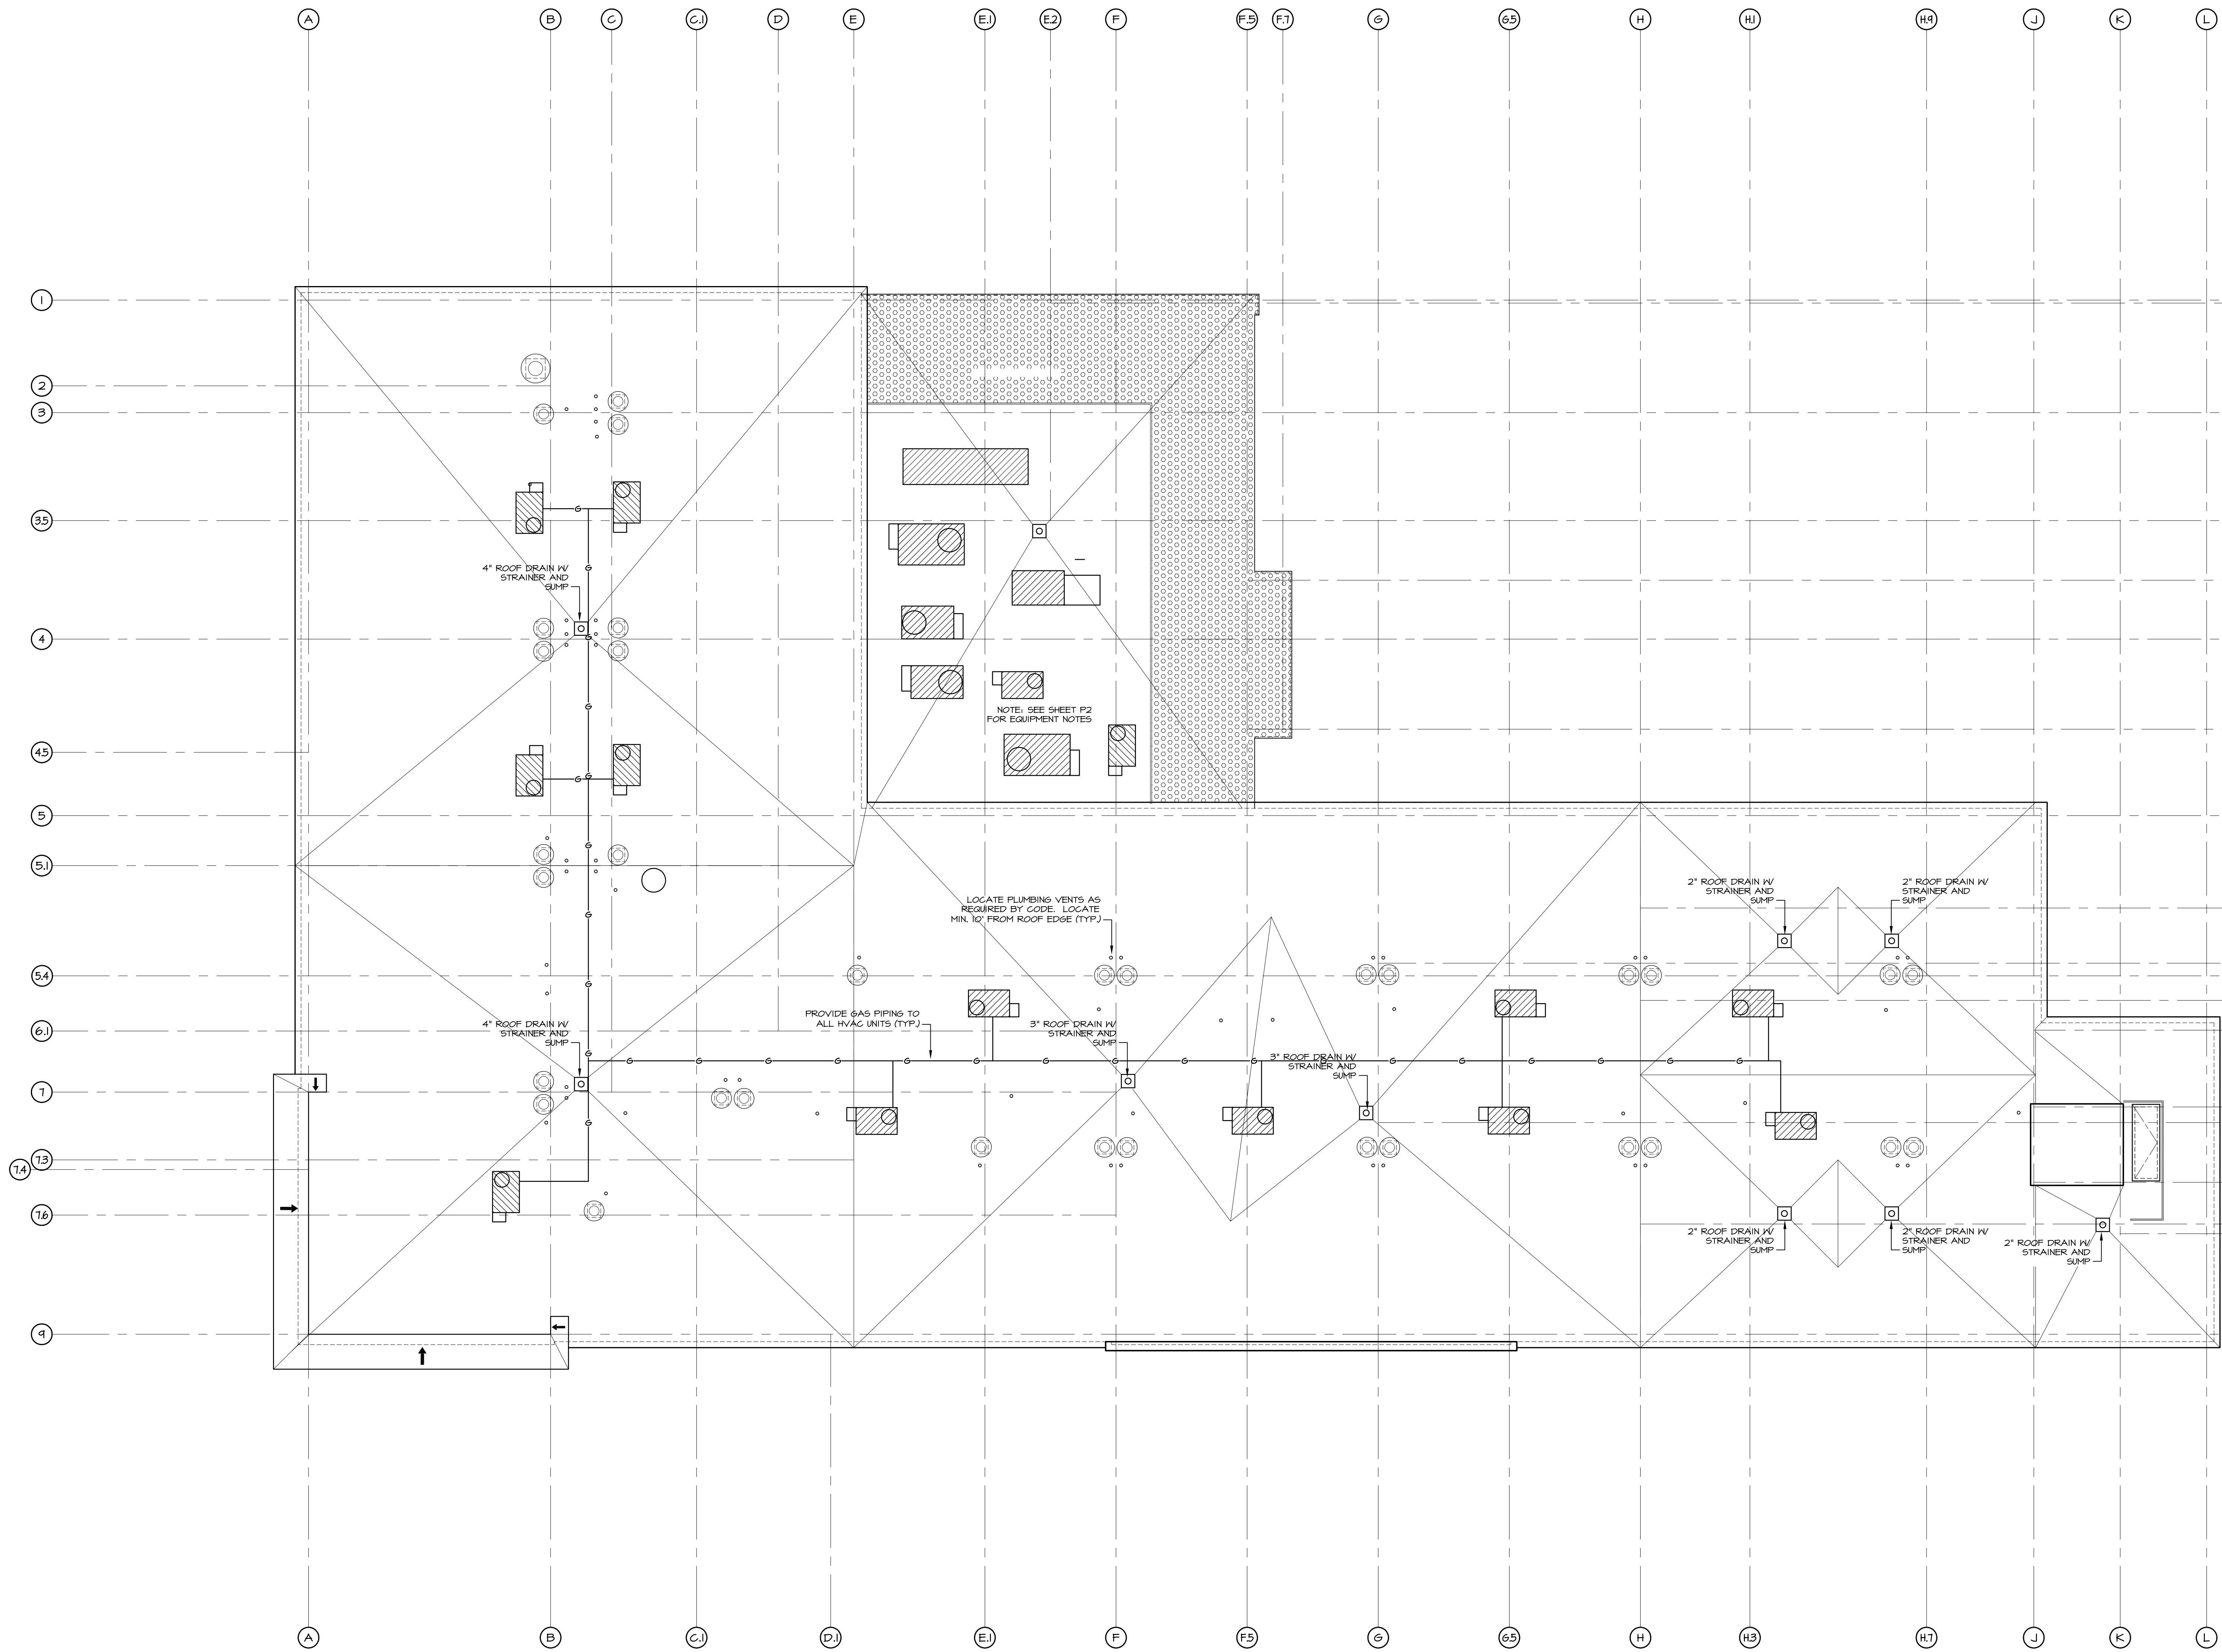 A B C C.1 D E E.1 E.2 F F.5 F.7 G G.5 H H.1 H.9 J K L
1
2
3
3.5
4" ROOF DRAIN W/
STRAINER AND
SUMP
4
NOTE: SEE SHEET P2
FOR EQUIPMENT NOTES
4.5
5
5.1
2" ROOF DRAIN W/
STRAINER AND
SUMP
2" ROOF DRAIN W/
STRAINER AND
SUMP
LOCATE PLUMBING VENTS AS
REQUIRED BY CODE. LOCATE
MIN. 10' FROM ROOF EDGE (TYP.)
5.4
PROVIDE GAS PIPING TO
ALL HVAC UNITS (TYP.)
6.1
4" ROOF DRAIN W/
STRAINER AND
SUMP
3" ROOF DRAIN W/
STRAINER AND
SUMP
3" ROOF DRAIN W/
STRAINER AND
SUMP
G G G G G G G G G G G G G G G G G G G G G G G G G G G G
7
7.3
7.4
7.6
2" ROOF DRAIN W/
STRAINER AND
SUMP
2" ROOF DRAIN W/
STRAINER AND
SUMP
2" ROOF DRAIN W/
STRAINER AND
SUMP
9
A B C.1 D.1 E.1 F F.5 G G.5 H H.3 H.7 J K L